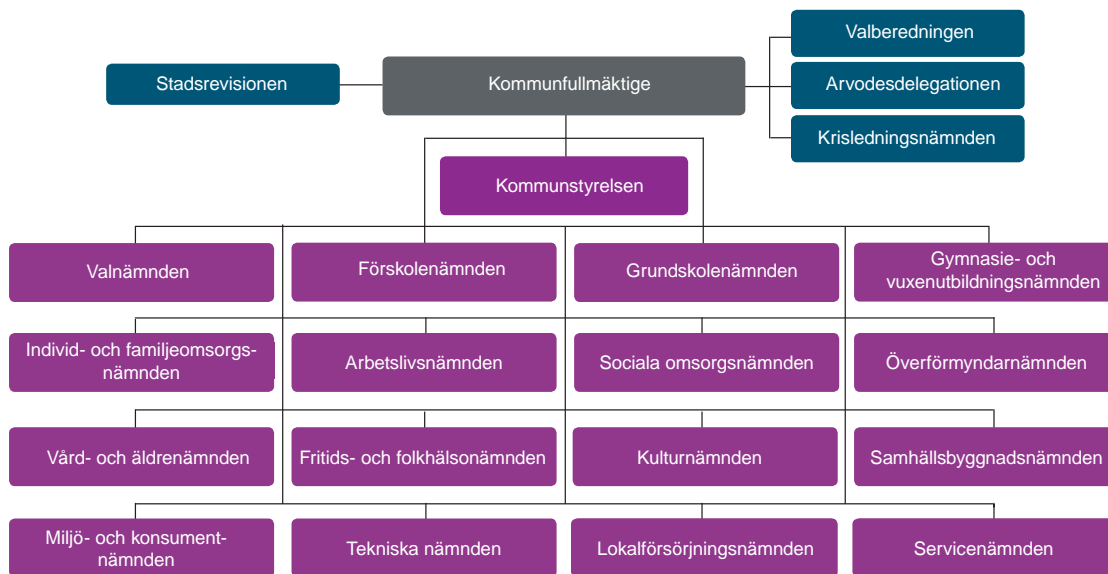 Valberedningen
Stadsrevisionen
Kommunfullmäktige
Arvodesdelegationen
Krisledningsnämnden
Kommunstyrelsen
Valnämnden
Förskolenämnden
Grundskolenämnden
Gymnasie- och
vuxenutbildningsnämnden
Individ- och familjeomsorgs-
nämnden
Arbetslivsnämnden
Sociala omsorgsnämnden
Överförmyndarnämnden
Vård- och äldrenämnden
Fritids- och folkhälsonämnden
Kulturnämnden
Samhällsbyggnadsnämnden
Miljö- och konsument-
nämnden
Tekniska nämnden
Lokalförsörjningsnämnden
Servicenämnden